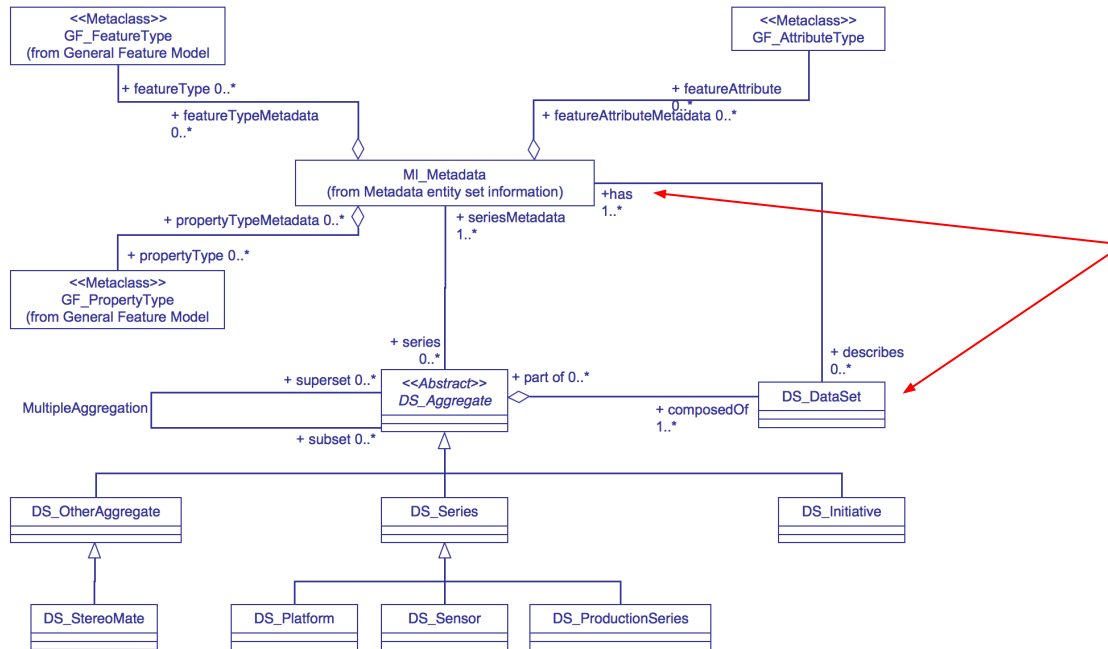 <<Metaclass>>
GF_FeatureType
(from General Feature Model
<<Metaclass>>
GF_AttributeType
+ featureType 0..*
+ featureTypeMetadata
0..*
+ featureAttribute
0..*
+ featureAttributeMetadata 0..*
MI_Metadata
(from Metadata entity set information)
+has
1..*
+ propertyTypeMetadata 0..*
+ seriesMetadata
1..*
+ propertyType 0..*
<<Metaclass>>
GF_PropertyType
(from General Feature Model
+ series
0..*
+ describes
0..*
+ superset 0..*
<<Abstract>>
DS_Aggregate
+ part of 0..*
DS_DataSet
MultipleAggregation
+ composedOf
1..*
+ subset 0..*
DS_OtherAggregate
DS_Series
DS_Initiative
DS_StereoMate
DS_Platform
DS_Sensor
DS_ProductionSeries